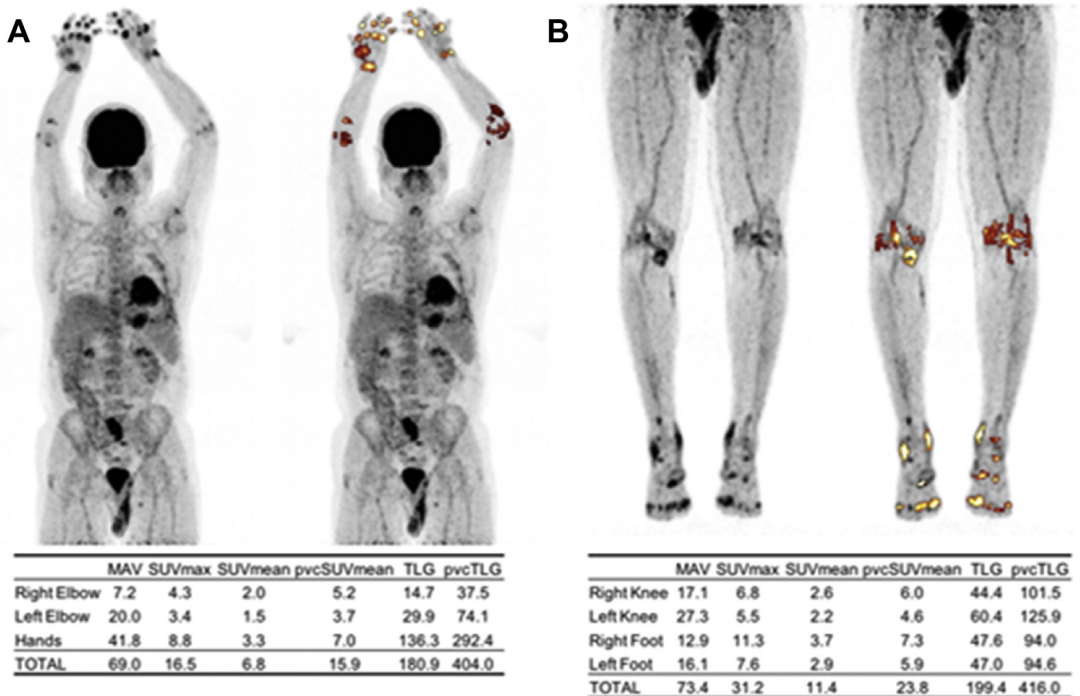 A
B
MAV SUVmax SUVmean pvcSUVmean TLG pvcTLG
Right Elbow 7.2 4.3 2.0 5.2 14.7 37.5
Left Elbow 20.0 3.4 1.5 3.7 29.9 74.1
Hands 41.8 8.8 3.3 7.0 136.3 292.4
TOTAL 69.0 16.5 6.8 15.9 180.9 404.0
MAV SUVmax SUVmean pvcSUVmean TLG pvcTLG
Right Knee 17.1 6.8 2.6 6.0 44.4 101.5
Left Knee 27.3 5.5 2.2 4.6 60.4 125.9
Right Foot 12.9 11.3 3.7 7.3 47.6 94.0
Left Foot 16.1 7.6 2.9 5.9 47.0 94.6
TOTAL 73.4 31.2 11.4 23.8 199.4 416.0